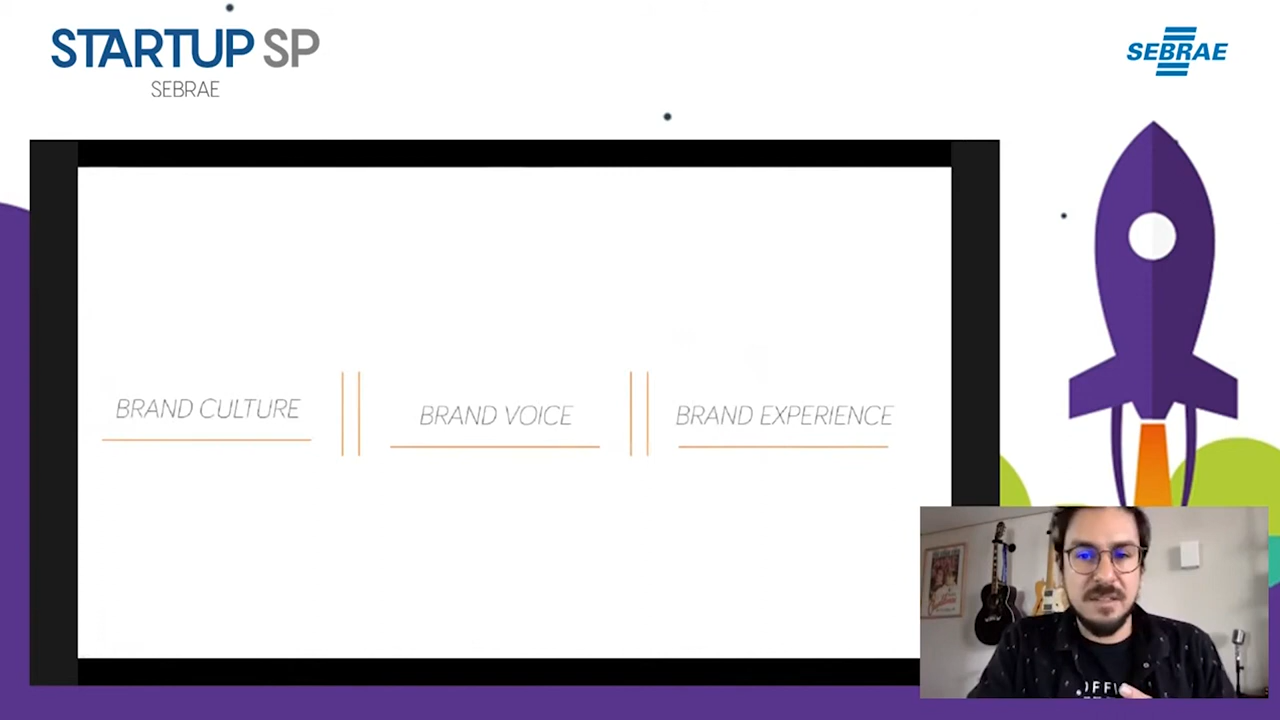 STARTUP SP
SEBRAE
SEBRAE
BRAND CULTURE
BRAND VOICE
BRAND EXPERIENCE